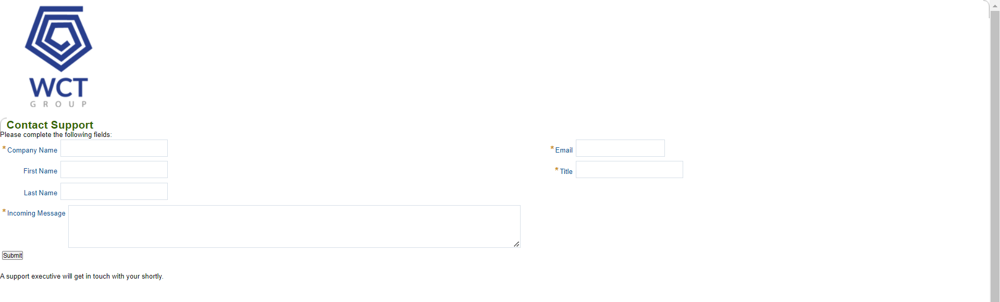 WCT
GROUP
Contact Support
Please complete the following fields:
*Company Name
*Email
First Name
*Title
Last Name
*Incoming Message
Submit
A support executive will get in touch with your shortly.